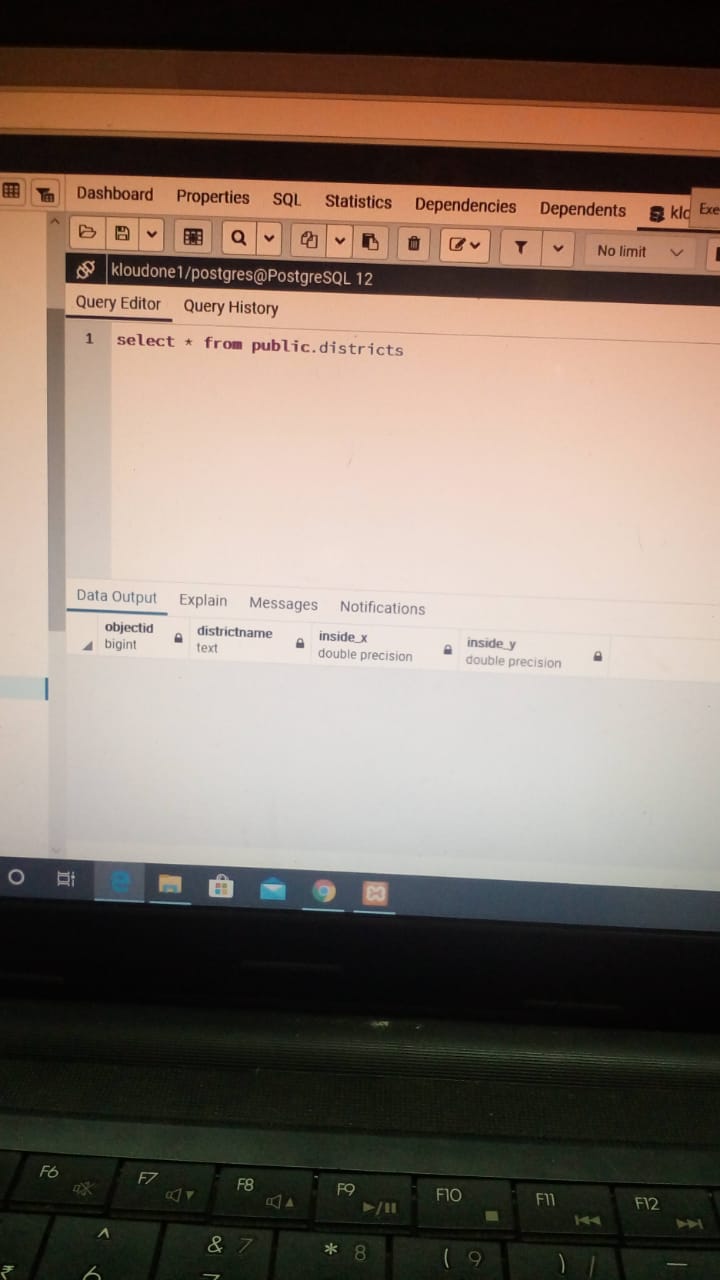 Dashboard Properties SQL Statistics Dependencies Dependents Exe
No limit
kloudone1/postgres@PostgreSQL 12
Query Editor Query History
1 select * from public.districts
Data Output Explain Messages Notifications
objectid districtname inside_x inside_y
bigint text double precision double precision
F6 F7 F8 F9 F10 F11 F12
^ & 7 * 8 ( 9 )
6